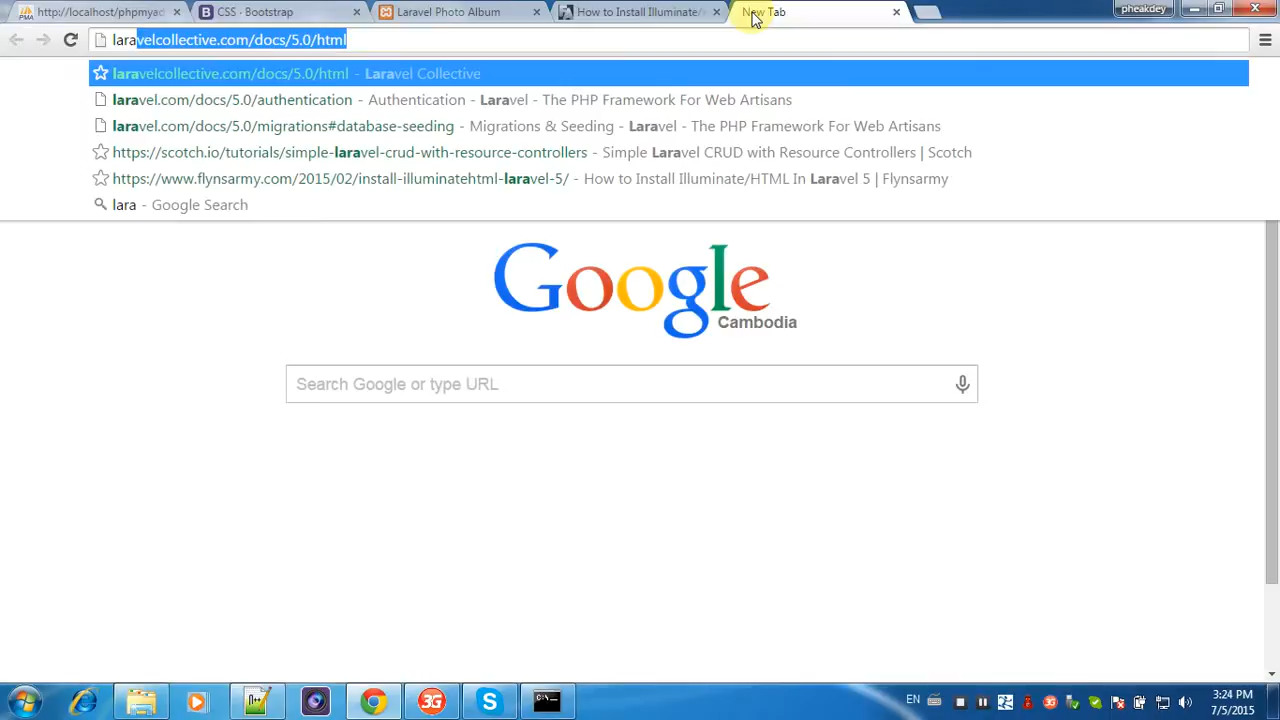 http://localhost/phpmyad
CSS · Bootstrap
Laravel Photo Album
How to Install Illuminate/
New Tab
pheakdey
laravelcollective.com/docs/5.0/html
laravelcollective.com/docs/5.0/html - Laravel Collective
laravel.com/docs/5.0/authentication - Authentication - Laravel - The PHP Framework For Web Artisans
laravel.com/docs/5.0/migrations#database-seeding - Migrations & Seeding - Laravel - The PHP Framework For Web Artisans
https://scotch.io/tutorials/simple-laravel-crud-with-resource-controllers - Simple Laravel CRUD with Resource Controllers | Scotch
https://www.flynsarmy.com/2015/02/install-illuminatehtml-laravel-5/ - How to Install Illuminate/HTML In Laravel 5 | Flynsarmy
lara - Google Search
Google
Cambodia
Search Google or type URL
3G
EN
3:24 PM
7/5/2015